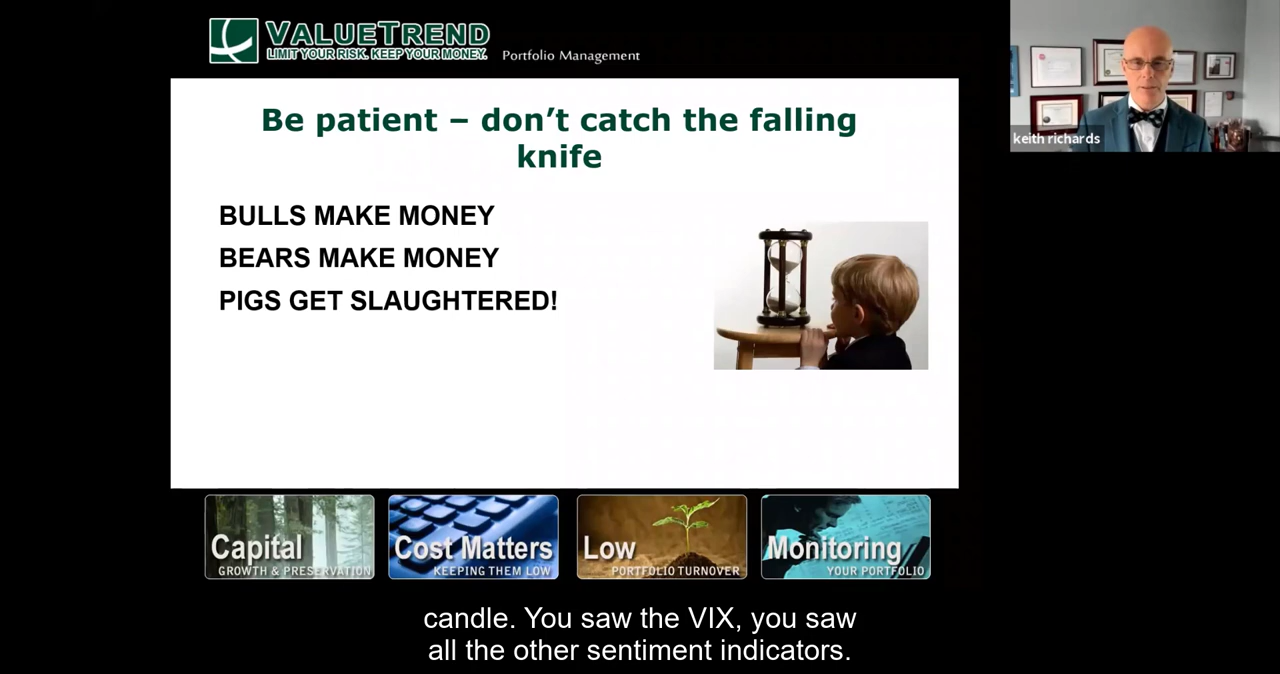 VALUETREND
LIMIT YOUR RISK. KEEP YOUR MONEY.
Portfolio Management
keith richards
Be patient – don’t catch the falling
knife
BULLS MAKE MONEY
BEARS MAKE MONEY
PIGS GET SLAUGHTERED!
Capital
GROWTH & PRESERVATION
Cost Matters
KEEPING THEM LOW
Low
PORTFOLIO TURNOVER
Monitoring
YOUR PORTFOLIO
candle. You saw the VIX, you saw
all the other sentiment indicators.